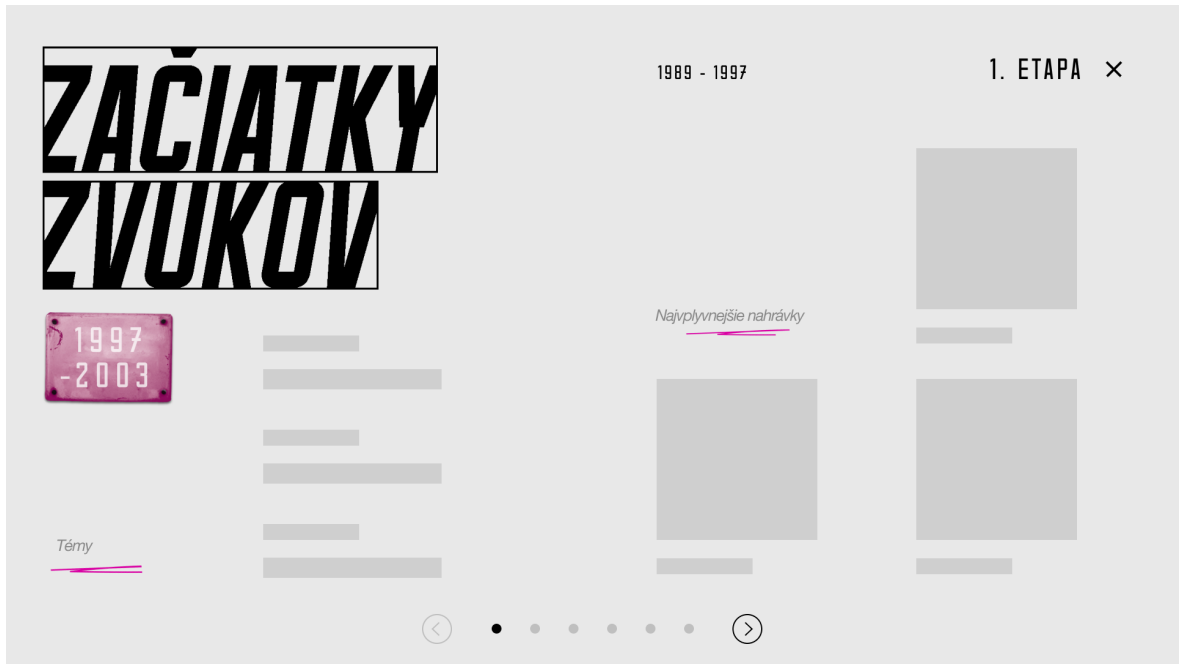 ZAČIATKY
ZVUKOV
1989 - 1997
1. ETAPA
1997
-2003
Najvplyvnejšie nahrávky
Témy